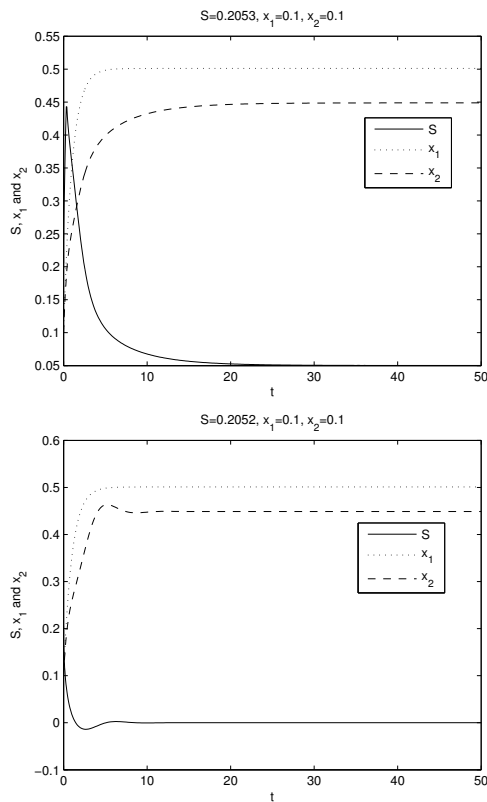 S=0.2053, x₁=0.1, x₂=0.1
0.55
0.5
0.45
0.4
0.35
0.3
0.25
0.2
0.15
0.1
0.05
S, x₁ and x₂
S
x₁
x₂
0 10 20 30 40 50
t
S=0.2052, x₁=0.1, x₂=0.1
0.6
0.5
0.4
0.3
0.2
0.1
0
−0.1
S, x₁ and x₂
S
x₁
x₂
0 10 20 30 40 50
t